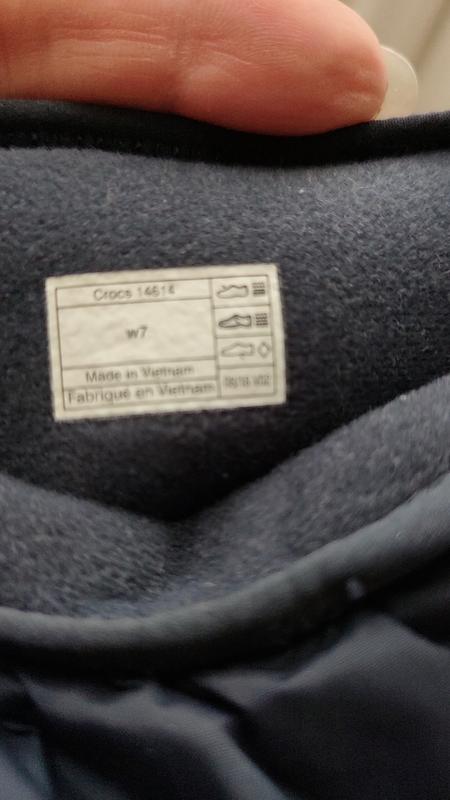 Crocs 14614
w7
Made in Vietnam
Fabriqué en Vietnam